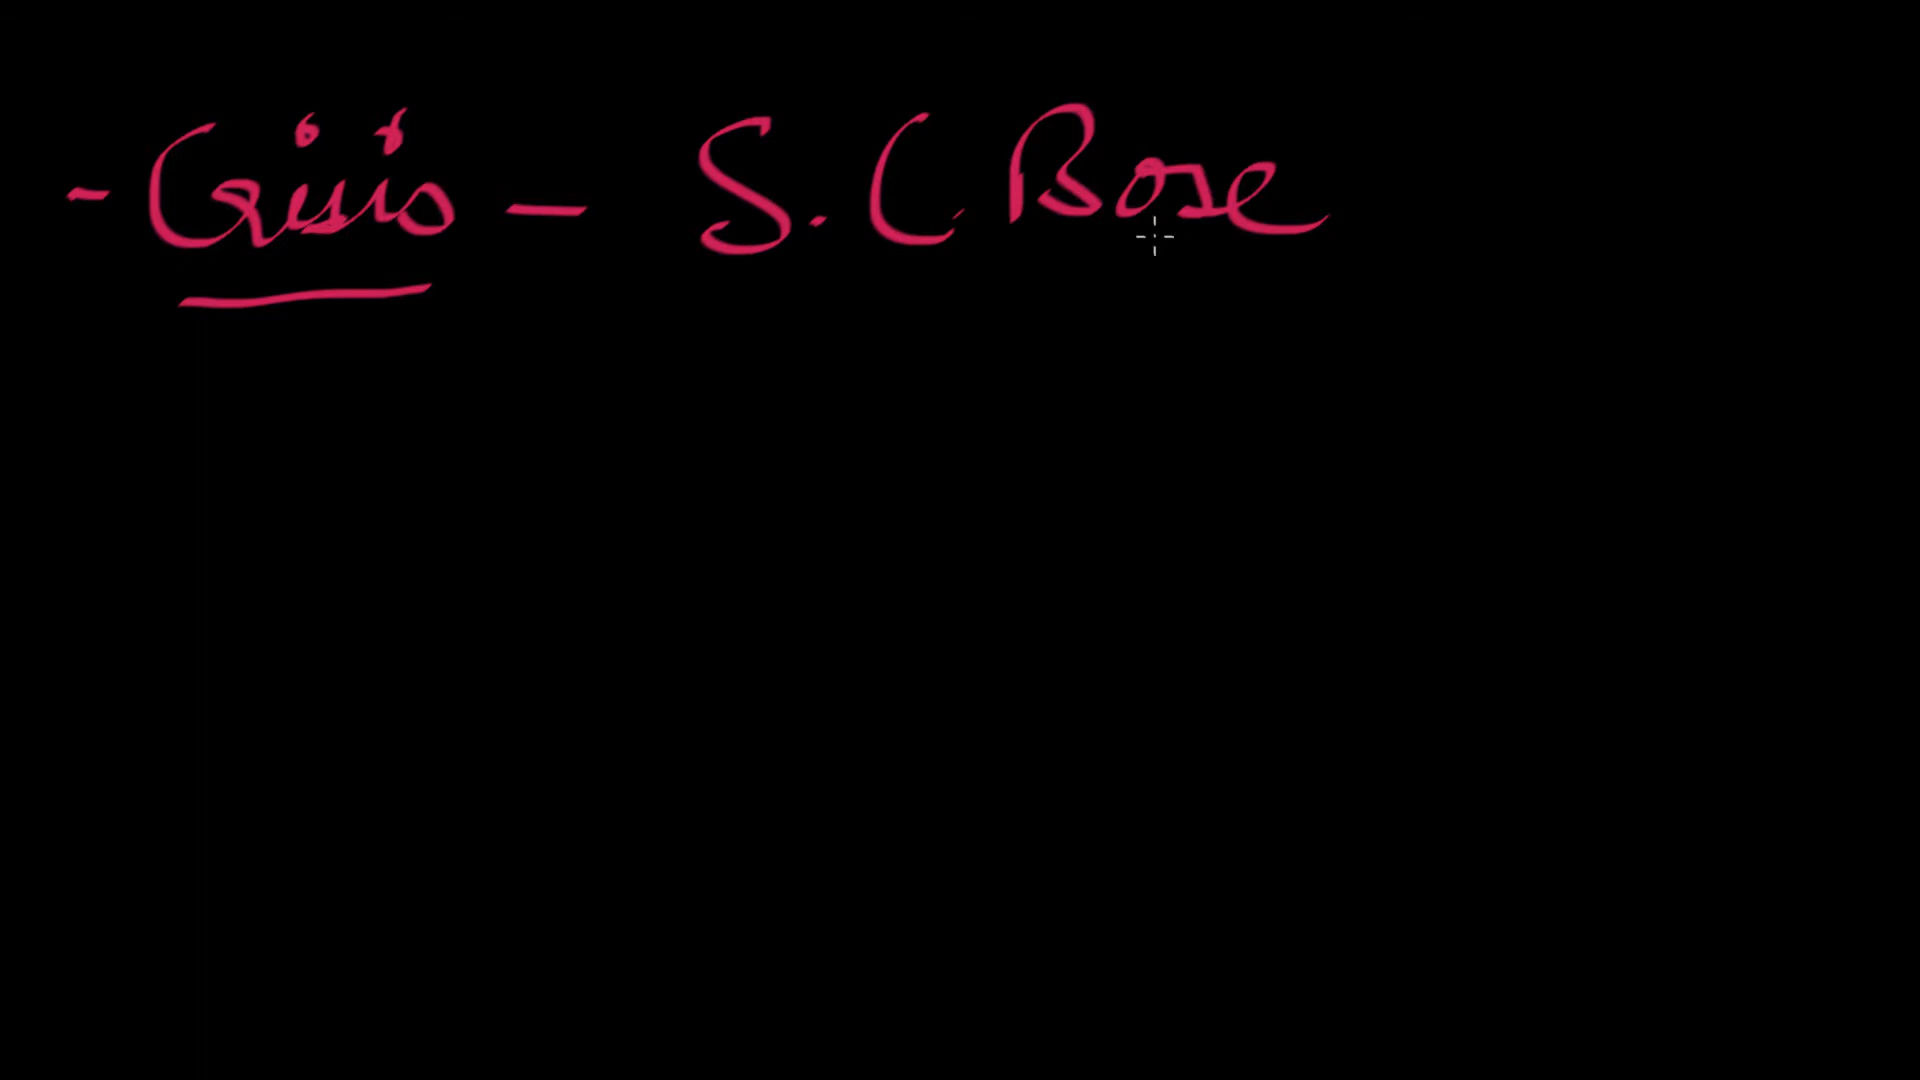 - Crisis - S. C. Bose